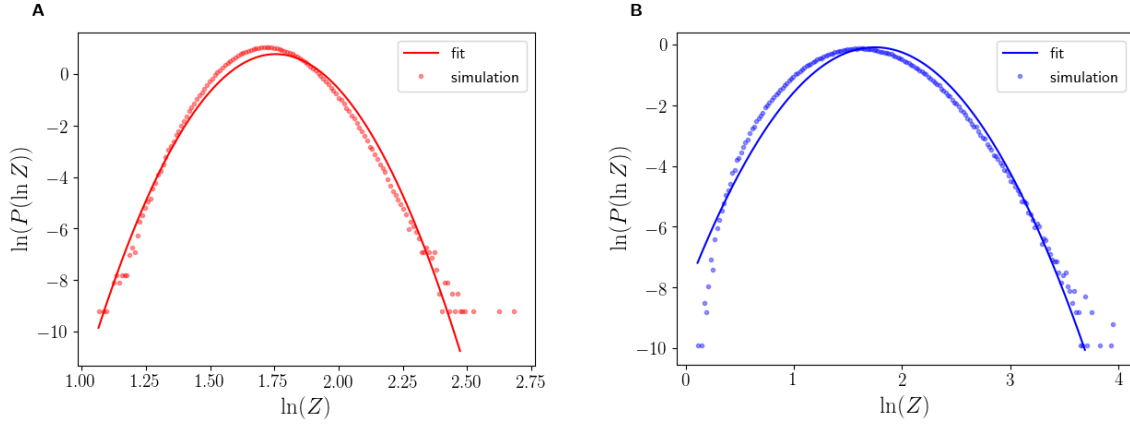 A
fit
simulation
ln(P(ln Z))
0
−2
−4
−6
−8
−10
1.00 1.25 1.50 1.75 2.00 2.25 2.50 2.75
ln(Z)
B
fit
simulation
ln(P(ln Z))
0
−2
−4
−6
−8
−10
0 1 2 3 4
ln(Z)